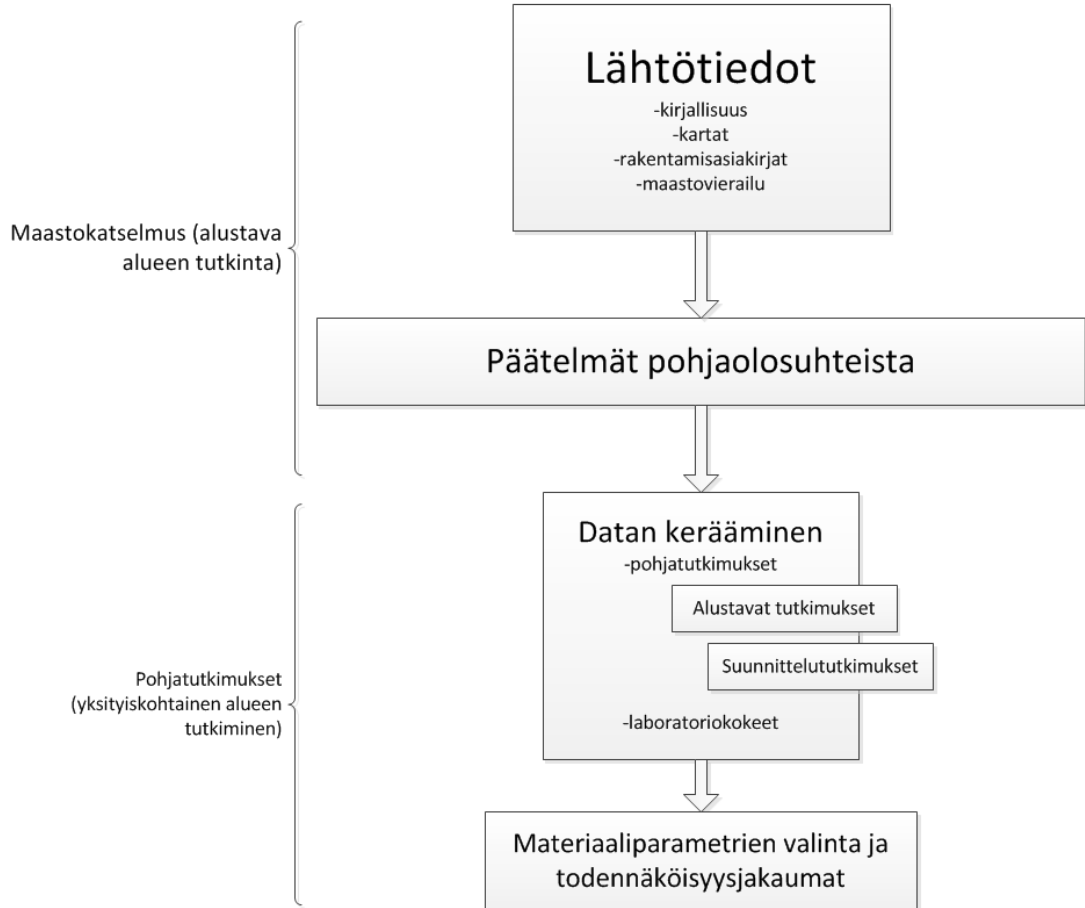 Lähtötiedot
-kirjallisuus
-kartat
-rakentamisasiakirjat
-maastovierailu
Maastokatselmus (alustava
alueen tutkinta)
Päätelmät pohjaolosuhteista
Datan kerääminen
-pohjatutkimukset
Alustavat tutkimukset
Suunnittelututkimukset
-laboratoriokokeet
Pohjatutkimukset
(yksityiskohtainen alueen
tutkiminen)
Materiaaliparametrien valinta ja
todennäköisyysjakaumat